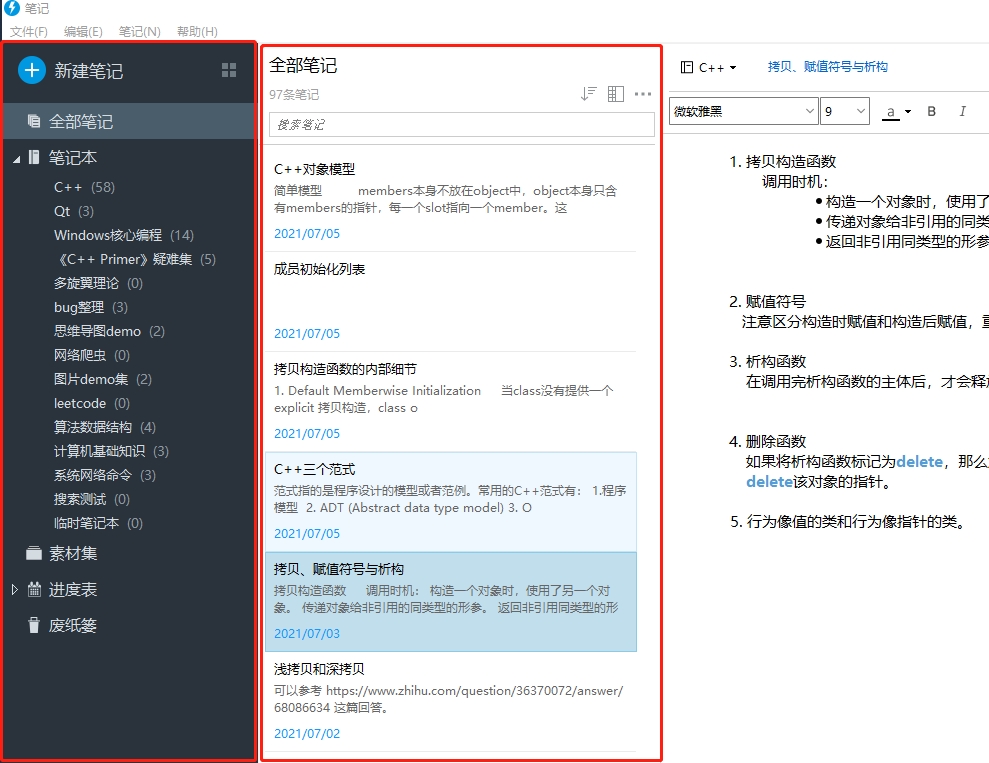 笔记
文件(F) 编辑(E) 笔记(N) 帮助(H)
新建笔记
全部笔记
笔记本
C++ (58)
Qt (3)
Windows核心编程 (14)
《C++ Primer》疑难集 (5)
多旋翼理论 (0)
bug整理 (3)
思维导图demo (2)
网络爬虫 (0)
图片demo集 (2)
leetcode (0)
算法数据结构 (4)
计算机基础知识 (3)
系统网络命令 (3)
搜索测试 (0)
临时笔记本 (0)
素材集
进度表
废纸篓
全部笔记
97条笔记
搜索笔记
C++对象模型
简单模型 members本身不放在object中，object本身只含
有members的指针，每一个slot指向一个member。这
2021/07/05
成员初始化列表
2021/07/05
拷贝构造函数的内部细节
1. Default Memberwise Initialization 当class没有提供一个
explicit 拷贝构造，class o
2021/07/05
C++三个范式
范式指的是程序设计的模型或者范例。常用的C++范式有： 1.程序
模型 2. ADT (Abstract data type model) 3. O
2021/07/05
拷贝、赋值符号与析构
拷贝构造函数 调用时机： 构造一个对象时，使用了另一个对
象。 传递对象给非引用的同类型的形参。 返回非引用同类型的形
2021/07/03
浅拷贝和深拷贝
可以参考 https://www.zhihu.com/question/36370072/answer/
68086634 这篇回答。
2021/07/02
C++ 拷贝、赋值符号与析构
微软雅黑 9 a B I
1. 拷贝构造函数
调用时机：
构造一个对象时，使用了
传递对象给非引用的同类
返回非引用同类型的形参
2. 赋值符号
注意区分构造时赋值和构造后赋值，重
3. 析构函数
在调用完析构函数的主体后，才会释放
4. 删除函数
如果将析构函数标记为delete，那么
delete该对象的指针。
5. 行为像值的类和行为像指针的类。